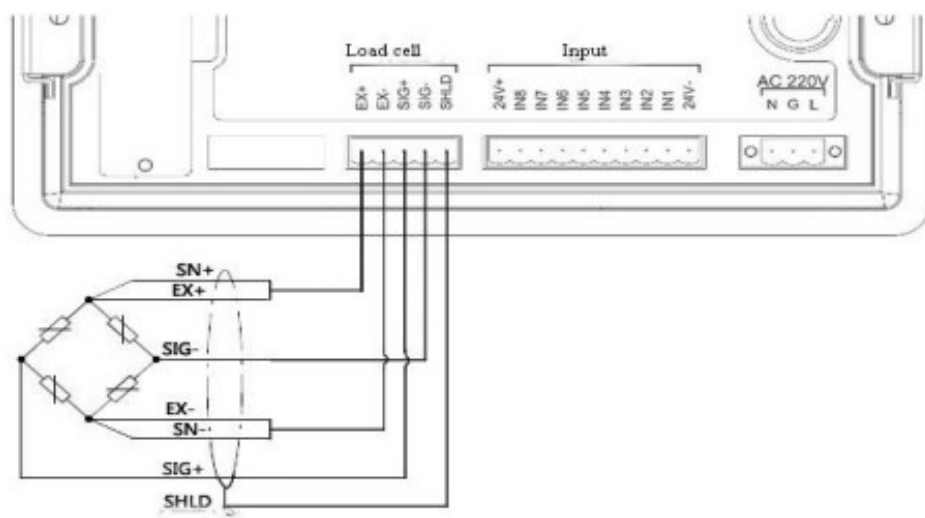 Load cell
Input
EX+
EX-
SIG+
SIG-
SHLD
24V+
IN8
IN7
IN6
IN5
IN4
IN3
IN2
IN1
24V-
AC 220V
N G L
SN+
EX+
SIG-
EX-
SN-
SIG+
SHLD